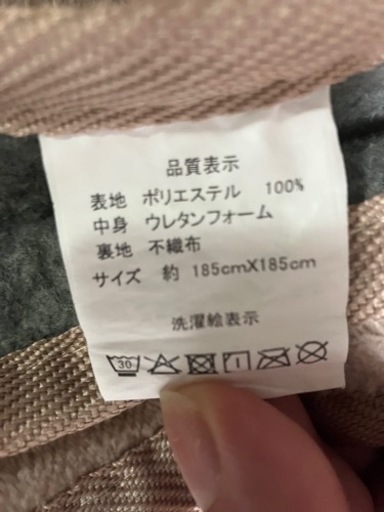 品質表示
表地 ポリエステル 100%
中身 ウレタンフォーム
裏地 不織布
サイズ 約 185cmX185cm
洗濯絵表示
30